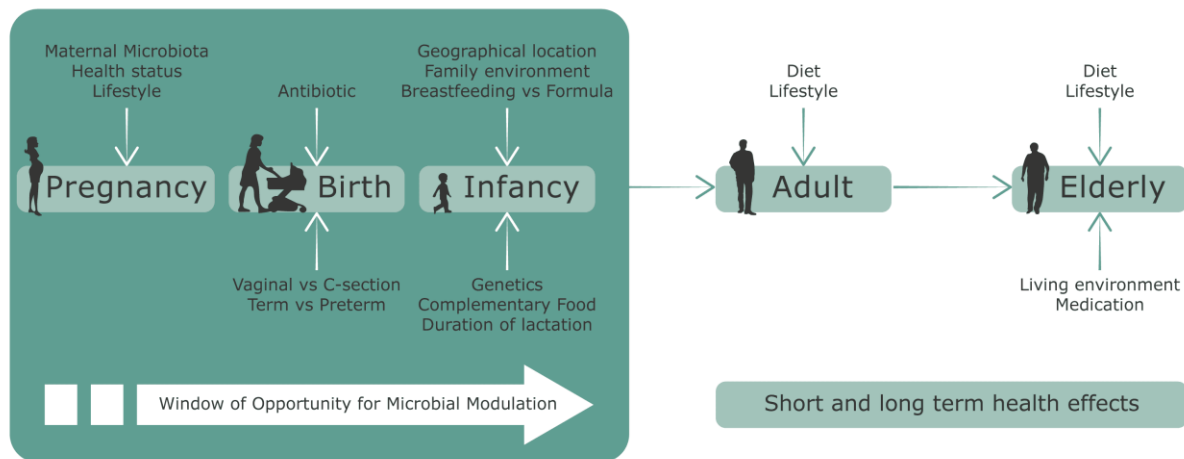 Maternal Microbiota
Health status
Lifestyle
Pregnancy
Antibiotic
Birth
Vaginal vs C-section
Term vs Preterm
Geographical location
Family environment
Breastfeeding vs Formula
Infancy
Genetics
Complementary Food
Duration of lactation
Window of Opportunity for Microbial Modulation
Diet
Lifestyle
Adult
Diet
Lifestyle
Elderly
Living environment
Medication
Short and long term health effects